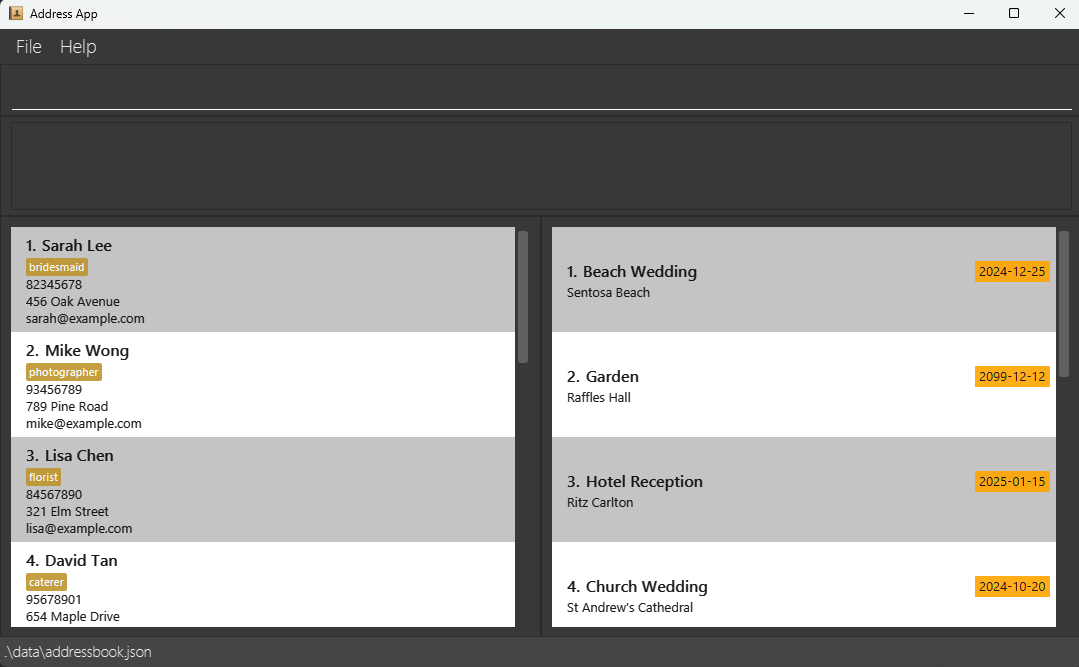 Address App
File Help
1. Sarah Lee
bridesmaid
82345678
456 Oak Avenue
sarah@example.com
2. Mike Wong
photographer
93456789
789 Pine Road
mike@example.com
3. Lisa Chen
florist
84567890
321 Elm Street
lisa@example.com
4. David Tan
caterer
95678901
654 Maple Drive
1. Beach Wedding
2024-12-25
Sentosa Beach
2. Garden
2099-12-12
Raffles Hall
3. Hotel Reception
2025-01-15
Ritz Carlton
4. Church Wedding
2024-10-20
St Andrew's Cathedral
.\data\addressbook.json